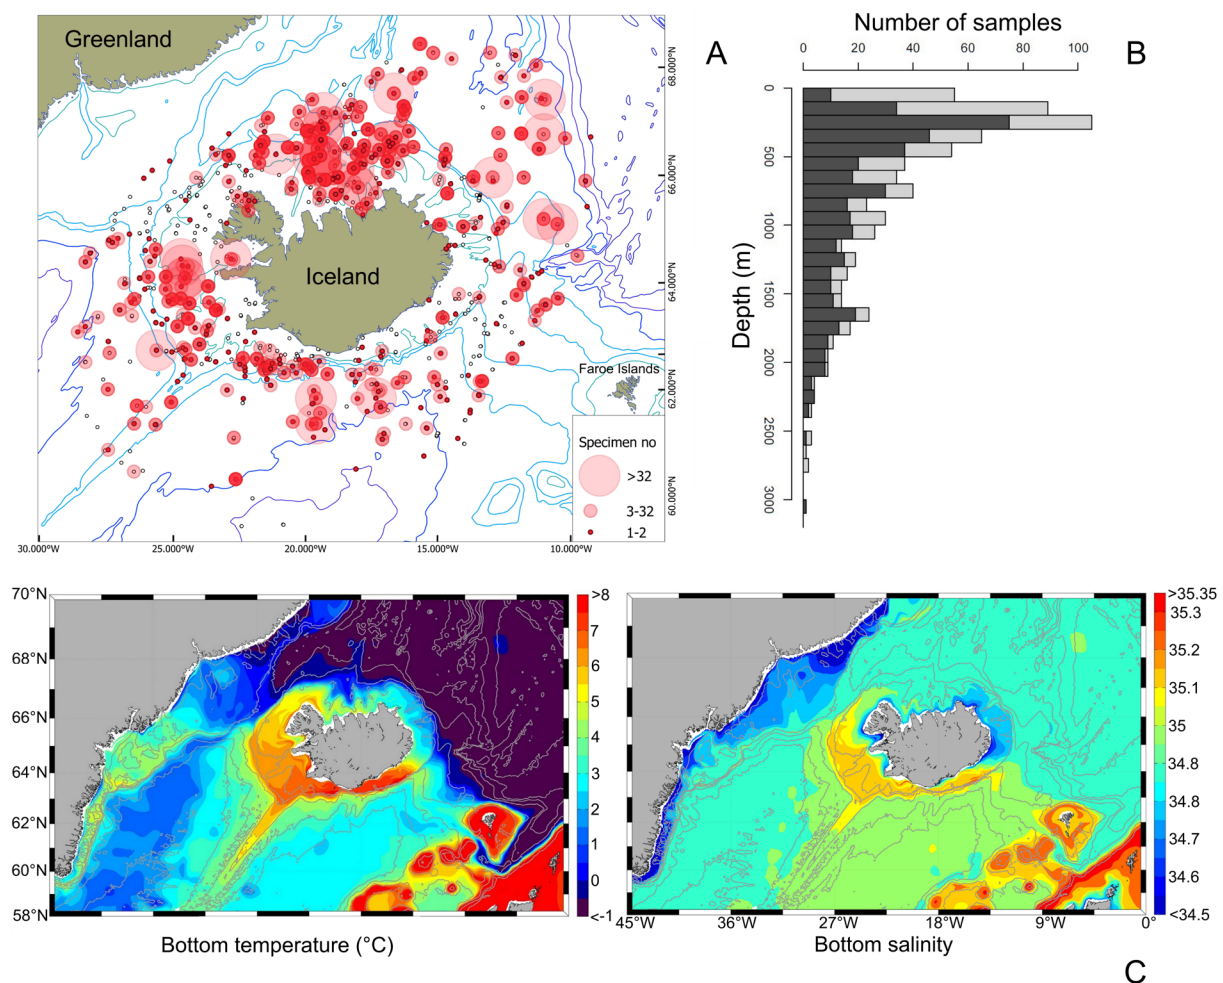 Greenland
Iceland
Faroe Islands
Specimen no
>32
3-32
1-2
68.000°N
66.000°N
64.000°N
62.000°N
60.000°N
30.000°W
25.000°W
20.000°W
15.000°W
10.000°W
A
Number of samples
0
20
40
60
80
100
B
Depth (m)
0
500
1000
1500
2000
2500
3000
70°N
68°N
66°N
64°N
62°N
60°N
58°N
>8
7
6
5
4
3
2
1
0
<-1
Bottom temperature (°C)
>35.35
35.3
35.2
35.1
35
34.8
34.8
34.7
34.6
<34.5
45°W
36°W
27°W
18°W
9°W
0°
Bottom salinity
C